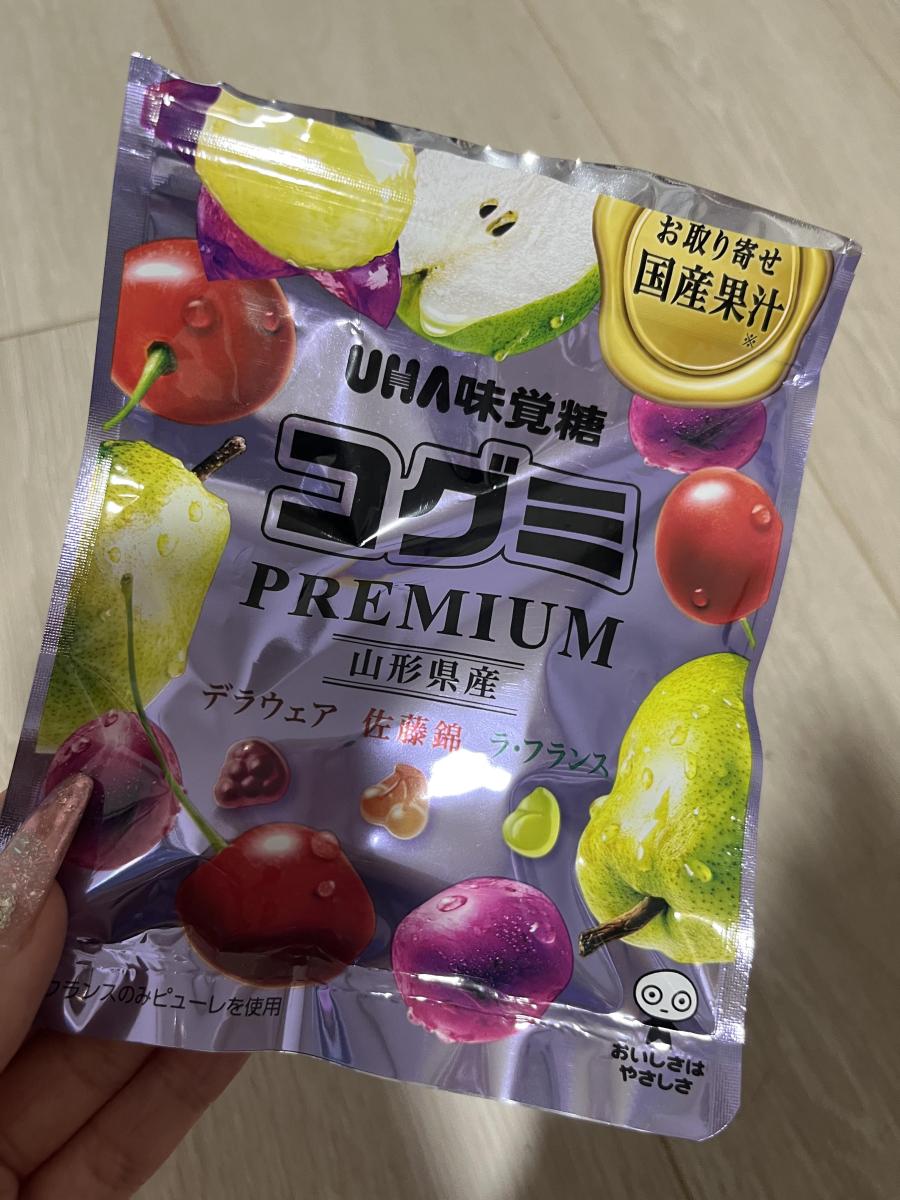 お取り寄せ
国産果汁
※
UHA味覚糖
コグミ
PREMIUM
山形県産
デラウェア 佐藤錦 ラ・フランス
フランスのみピューレを使用
おいしさは
やさしさ